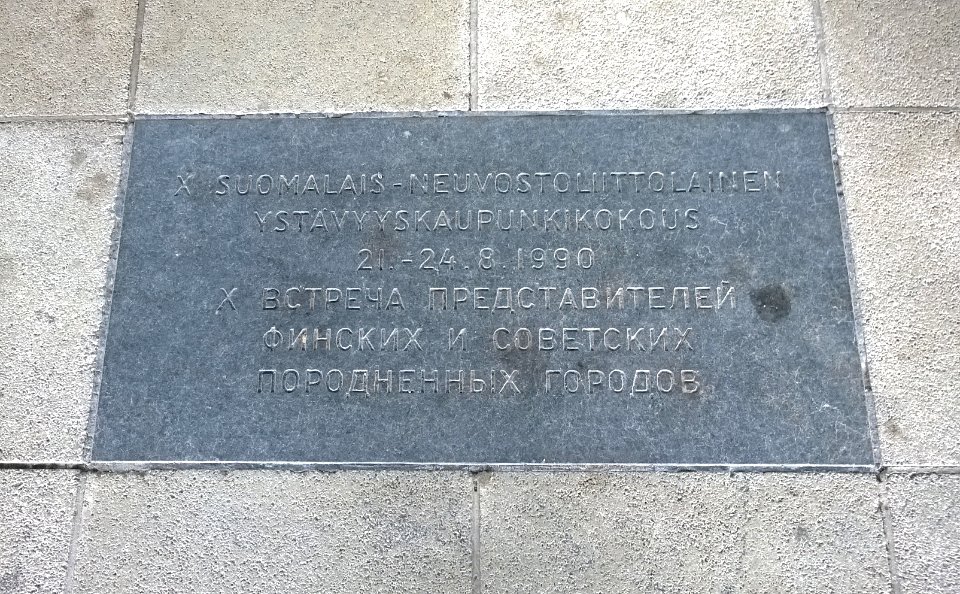 X SUOMALAIS-NEUVOSTOLIITTOLAINEN
YSTÄVYYSKAUPUNKIKOKOUS
21.-24.8.1990
X ВСТРЕЧА ПРЕДСТАВИТЕЛЕЙ
ФИНСКИХ И СОВЕТСКИХ
ПОРОДНЕННЫХ ГОРОДОВ